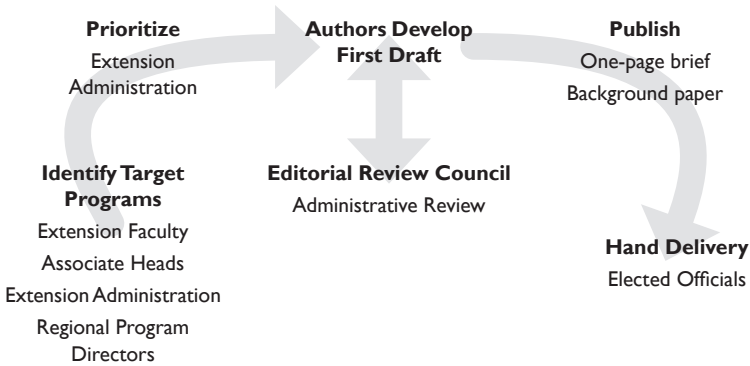 Prioritize
Extension
Administration
Authors Develop
First Draft
Publish
One-page brief
Background paper
Identify Target
Programs
Extension Faculty
Associate Heads
Extension Administration
Regional Program
Directors
Editorial Review Council
Administrative Review
Hand Delivery
Elected Officials